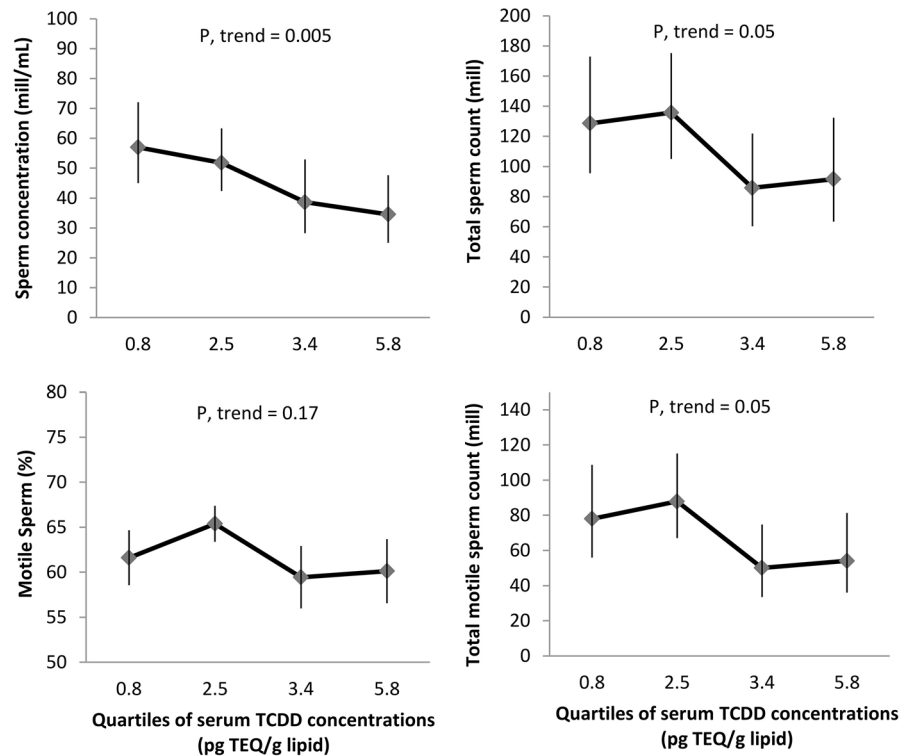 P, trend = 0.005
Sperm concentration (mill/mL)
100
90
80
70
60
50
40
30
20
10
0
0.8 2.5 3.4 5.8
P, trend = 0.05
Total sperm count (mill)
200
180
160
140
120
100
80
60
40
20
0
0.8 2.5 3.4 5.8
P, trend = 0.17
Motile Sperm (%)
80
75
70
65
60
55
50
0.8 2.5 3.4 5.8
Quartiles of serum TCDD concentrations
(pg TEQ/g lipid)
P, trend = 0.05
Total motile sperm count (mill)
140
120
100
80
60
40
20
0
0.8 2.5 3.4 5.8
Quartiles of serum TCDD concentrations
(pg TEQ/g lipid)